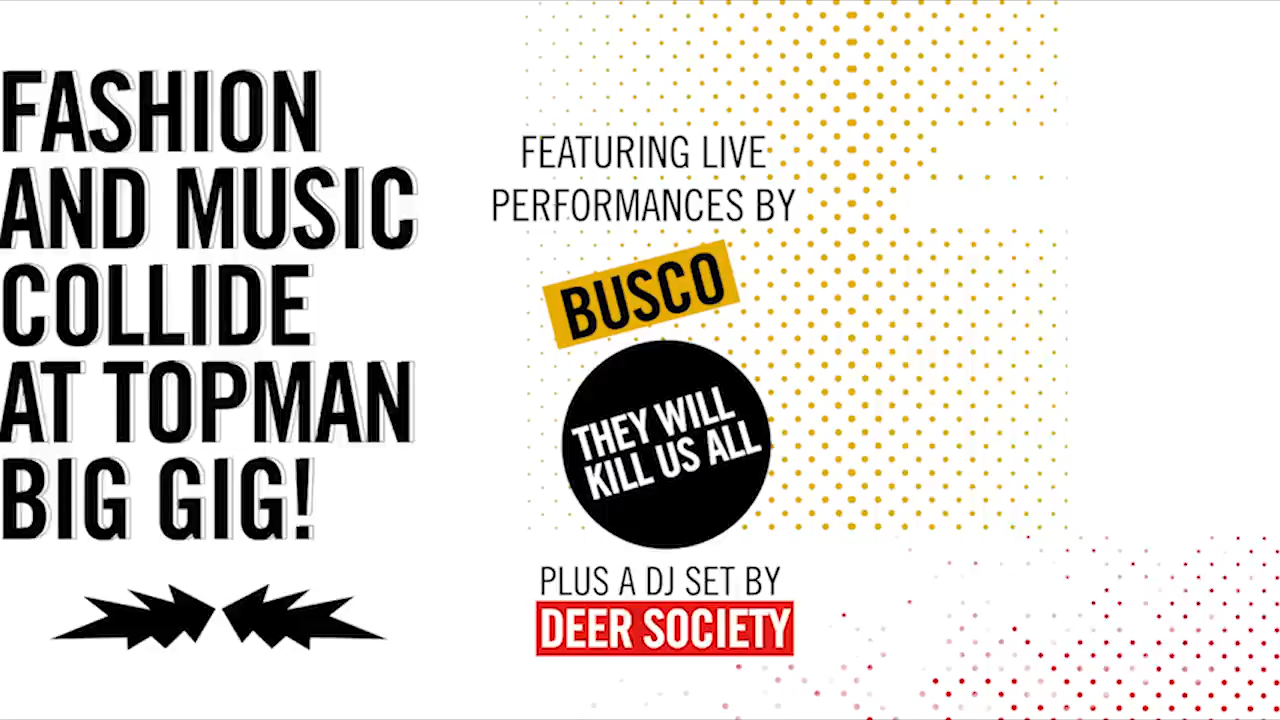 FASHION
AND MUSIC
COLLIDE
AT TOPMAN
BIG GIG!
FEATURING LIVE
PERFORMANCES BY
BUSCO
THEY WILL
KILL US ALL
PLUS A DJ SET BY
DEER SOCIETY